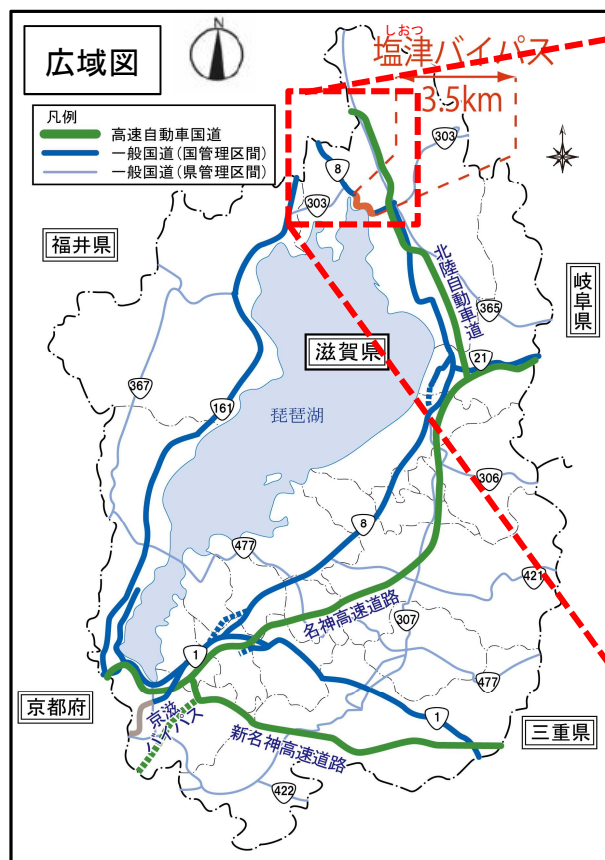 広域図
しおつ
塩津バイパス
3.5km
凡例
高速自動車国道
一般国道(国管理区間)
一般国道(県管理区間)
303
8
303
福井県
岐阜県
北陸自動車道
365
滋賀県
21
367
161
琵琶湖
306
8
477
421
名神高速道路
307
1
477
京都府
京滋バイパス
1
三重県
新名神高速道路
422